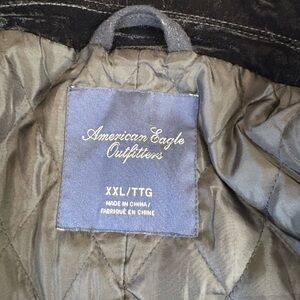 American Eagle
Outfitters
XXL/TTG
MADE IN CHINA/
FABRIQUÉ EN CHINE